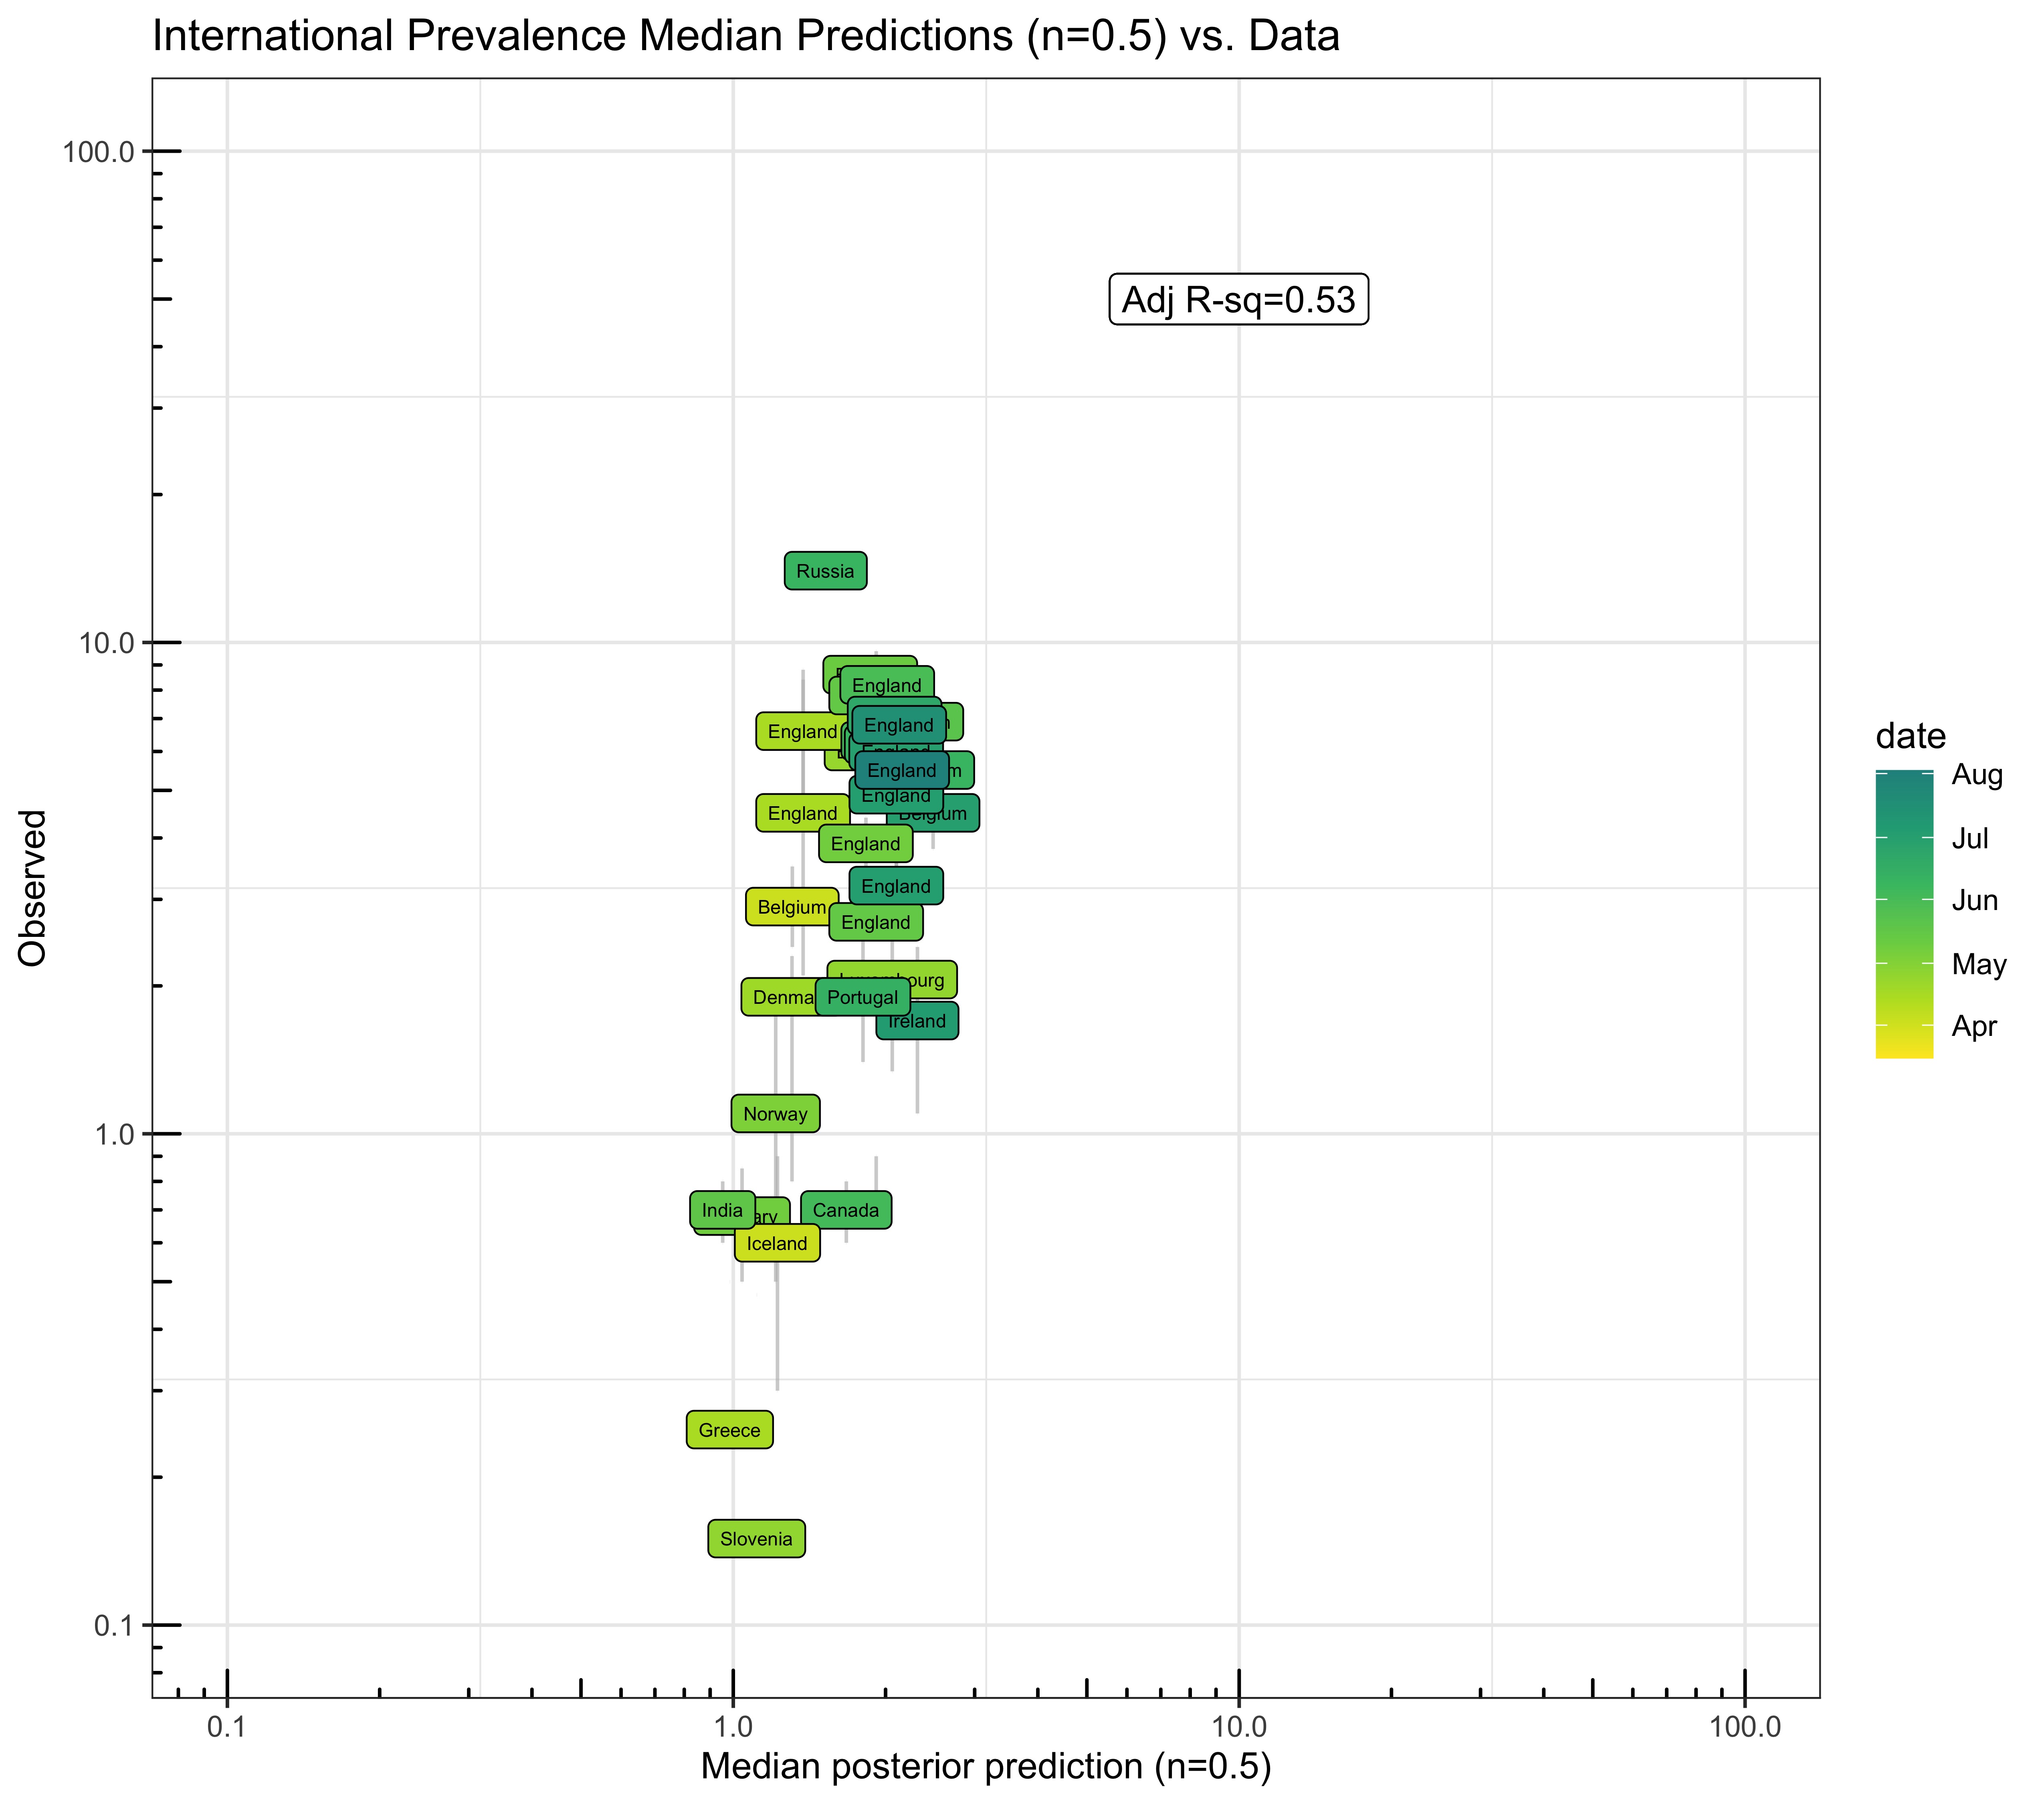 International Prevalence Median Predictions (n=0.5) vs. Data
100.0
Adj R-sq=0.53
Russia
10.0
England
England
England
England
England
England
England
Belgium
England
date
Aug
Jul
Jun
May
Apr
England
Belgium
England
Denma
Portugal
Ireland
Norway
1.0
India
Canada
Iceland
Greece
Slovenia
0.1
Observed
0.1
1.0
10.0
100.0
Median posterior prediction (n=0.5)